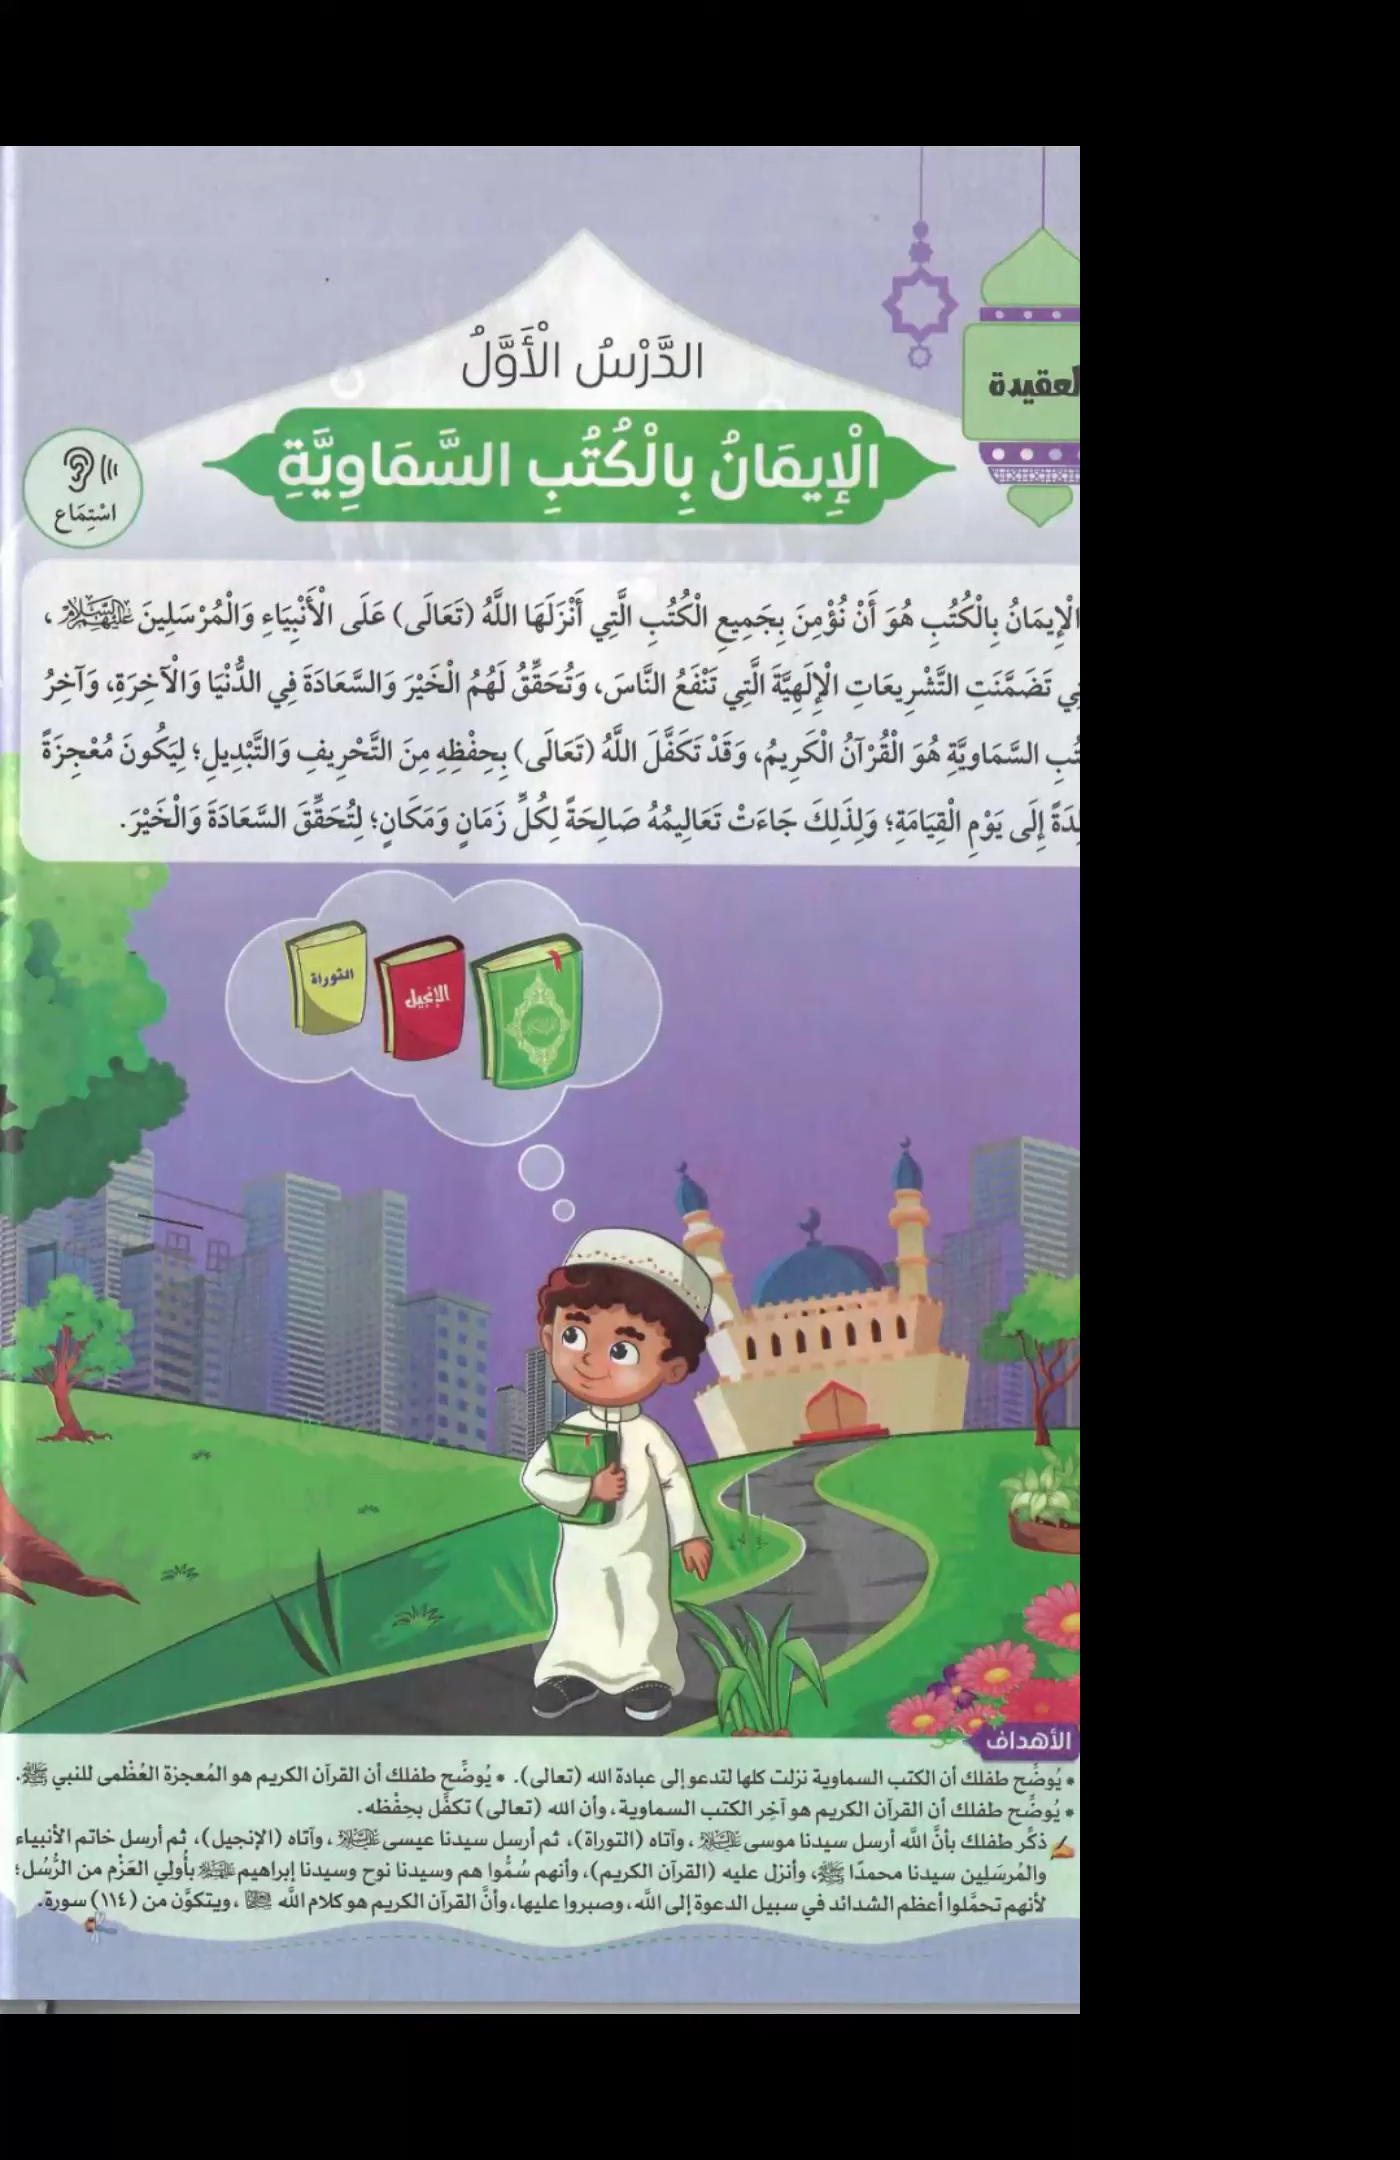 العقيدة
الدَّرْسُ الْأَوَّلُ
الْإِيمَانُ بِالْكُتُبِ السَّمَاوِيَّةِ
اسْتِمَاع
الْإِيمَانُ بِالْكُتُبِ هُوَ أَنْ نُؤْمِنَ بِجَمِيعِ الْكُتُبِ الَّتِي أَنْزَلَهَا اللَّهُ (تَعَالَى) عَلَى الْأَنْبِيَاءِ وَالْمُرْسَلِينَ عَلَيْهِمُ السَّلَامُ،
تَضَمَّنَتِ التَّشْرِيعَاتِ الْإِلَهِيَّةَ الَّتِي تَنْفَعُ النَّاسَ، وَتُحَقِّقُ لَهُمُ الْخَيْرَ وَالسَّعَادَةَ فِي الدُّنْيَا وَالْآخِرَةِ، وَآخِرُ
السَّمَاوِيَّةِ هُوَ الْقُرْآنُ الْكَرِيمُ، وَقَدْ تَكَفَّلَ اللَّهُ (تَعَالَى) بِحِفْظِهِ مِنَ التَّحْرِيفِ وَالتَّبْدِيلِ؛ لِيَكُونَ مُعْجِزَةً
إِلَى يَوْمِ الْقِيَامَةِ؛ وَلِذَلِكَ جَاءَتْ تَعَالِيمُهُ صَالِحَةً لِكُلِّ زَمَانٍ وَمَكَانٍ؛ لِتُحَقِّقَ السَّعَادَةَ وَالْخَيْرَ.
الإنجيل
التوراة
الأهداف
• يُوضِّح طفلك أن الكتب السماوية نزلت كلها لتدعو إلى عبادة الله (تعالى). • يُوضِّح طفلك أن القرآن الكريم هو المُعجزة العُظْمى للنبي ﷺ.
• يُوضِّح طفلك أن القرآن الكريم هو آخِر الكتب السماوية، وأن الله (تعالى) تكفَّل بحِفْظه.
ذكِّر طفلك بأنَّ الله أرسل سيدنا موسى عليه السلام، وآتاه (التوراة)، ثم أرسل سيدنا عيسى عليه السلام، وآتاه (الإنجيل)، ثم أرسل خاتم الأنبياء
والمُرسَلِين سيدنا محمدًا ﷺ، وأنزل عليه (القرآن الكريم)، وأنهم سُمُّوا هم وسيدنا نوح وسيدنا إبراهيم عليهم السلام بأُولِي العَزْم من الرُّسُل؛
لأنهم تحمَّلوا أعظم الشدائد في سبيل الدعوة إلى الله، وصبروا عليها، وأنَّ القرآن الكريم هو كلام الله ، ويتكوَّن من (١١٤) سورة.